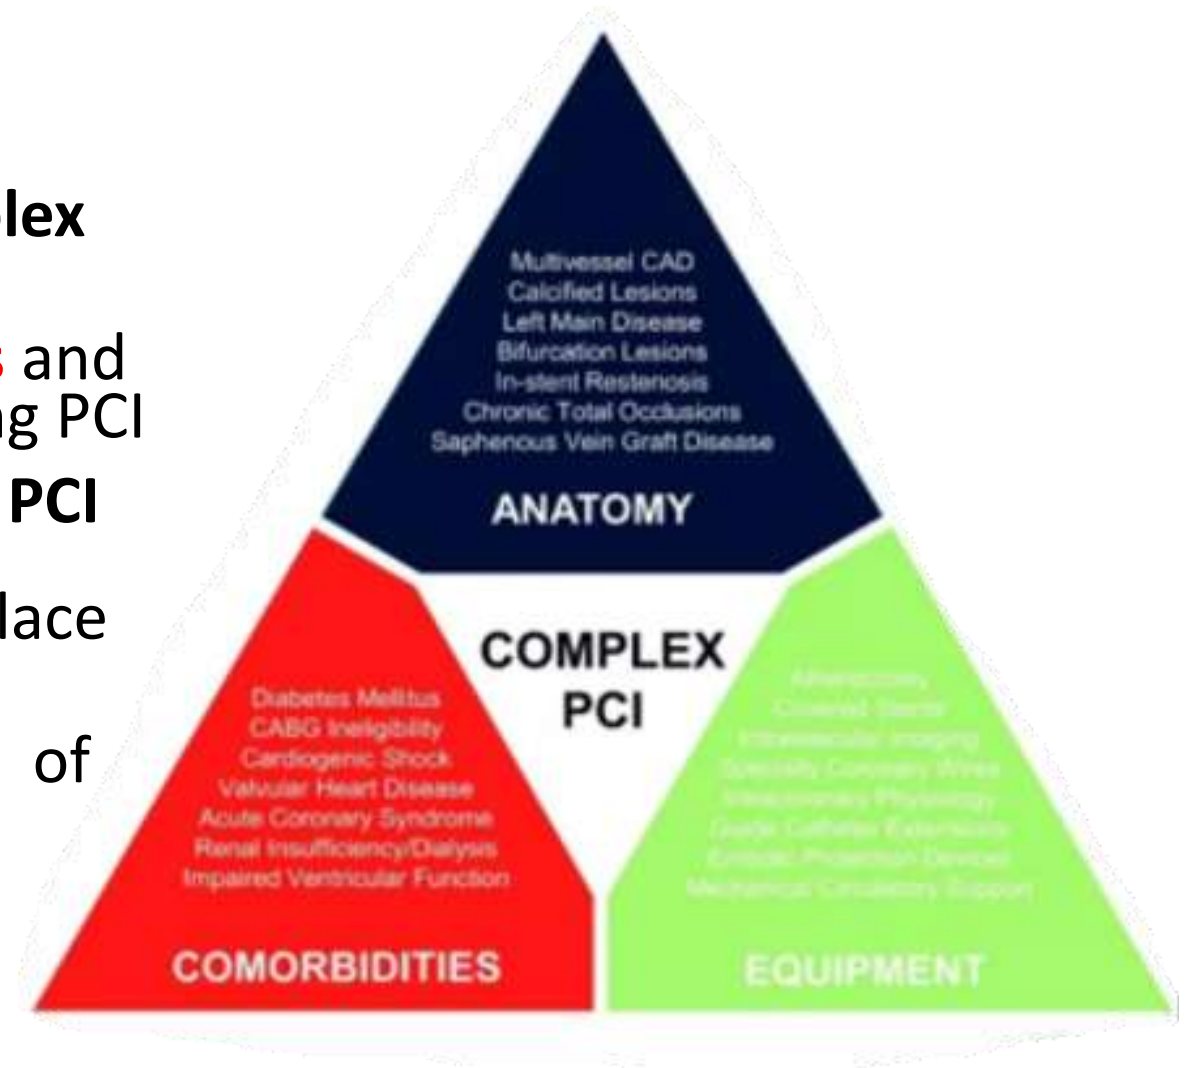 plex
s and
ng PCI
PCI
lace
of
Multivessel CAD
Calcified Lesions
Left Main Disease
Bifurcation Lesions
In-stent Restenosis
Chronic Total Occlusions
Saphenous Vein Graft Disease
ANATOMY
COMPLEX
PCI
Diabetes Mellitus
CABG Ineligibility
Cardiogenic Shock
Valvular Heart Disease
Acute Coronary Syndrome
Renal Insufficiency/Dialysis
Impaired Ventricular Function
COMORBIDITIES
Atherectomy
Covered Stents
Intravascular Imaging
Specialty Coronary Wires
Intracoronary Physiology
Guide Catheter Extensions
Embolic Protection Devices
Mechanical Circulatory Support
EQUIPMENT